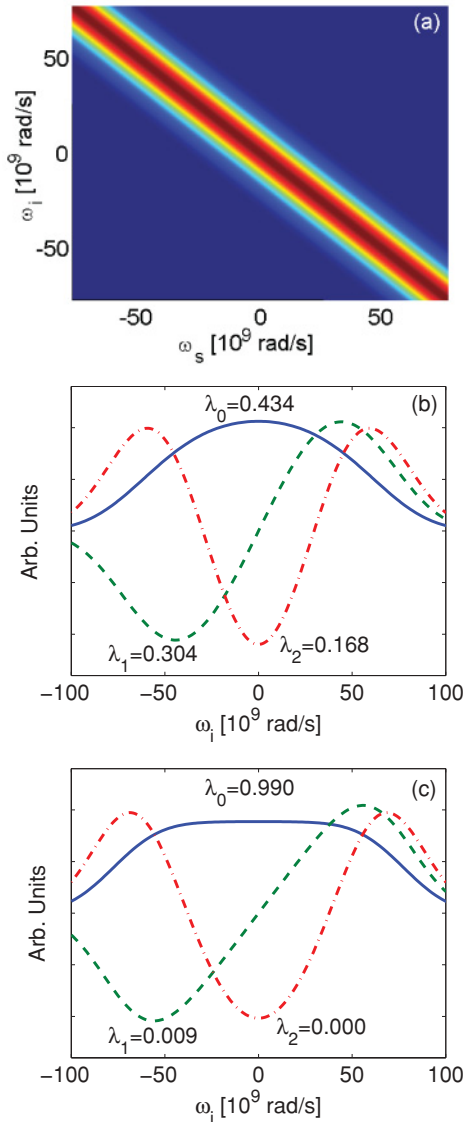 (a)
50
0
-50
ω_i [10^9 rad/s]
-50 0 50
ω_s [10^9 rad/s]
(b)
λ_0=0.434
λ_1=0.304
λ_2=0.168
Arb. Units
−100 −50 0 50 100
ω_i [10^9 rad/s]
(c)
λ_0=0.990
λ_1=0.009
λ_2=0.000
Arb. Units
−100 −50 0 50 100
ω_i [10^9 rad/s]